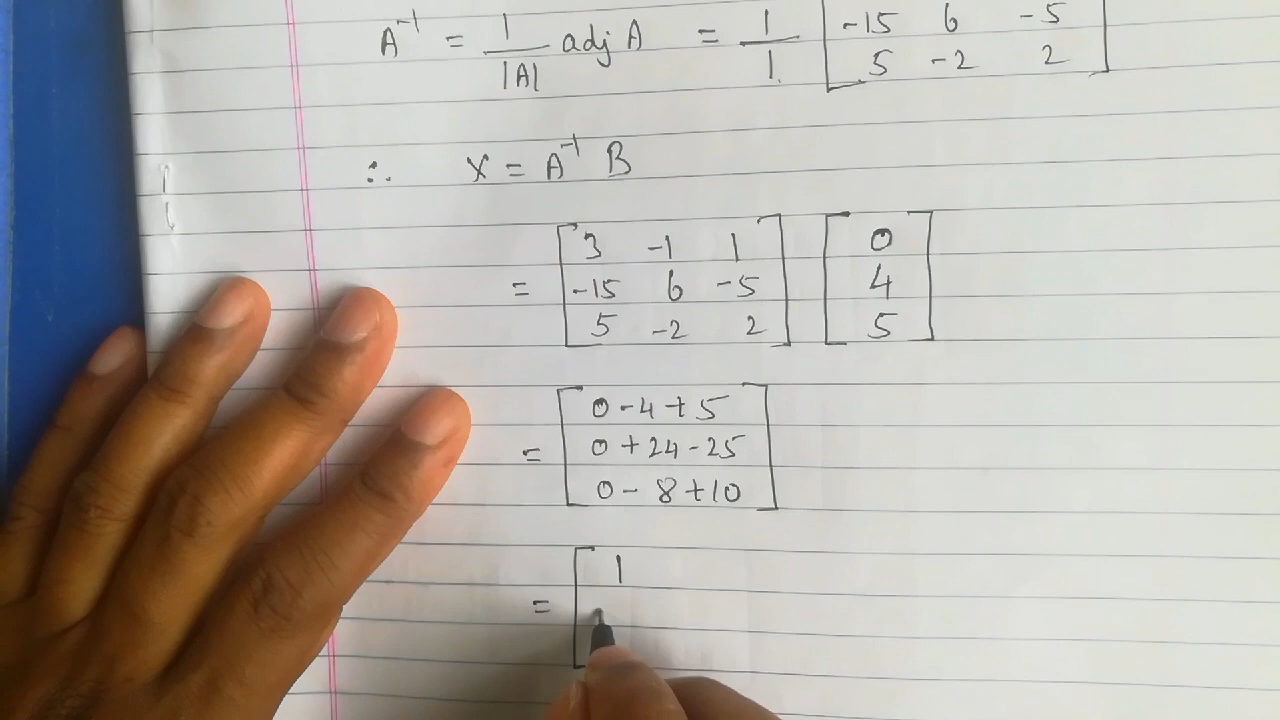 A⁻¹ = 1/|A| adj A = 1/1 [ -15 6 -5
5 -2 2 ]
∴ X = A⁻¹ B
= [ 3 -1 1
-15 6 -5
5 -2 2 ] [ 0
4
5 ]
= [ 0 - 4 + 5
0 + 24 - 25
0 - 8 + 10 ]
= [ 1